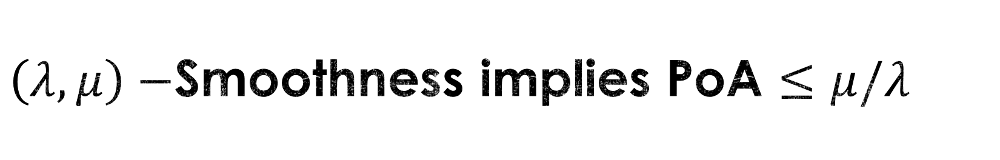 (λ, μ) −Smoothness implies PoA ≤ μ/λ